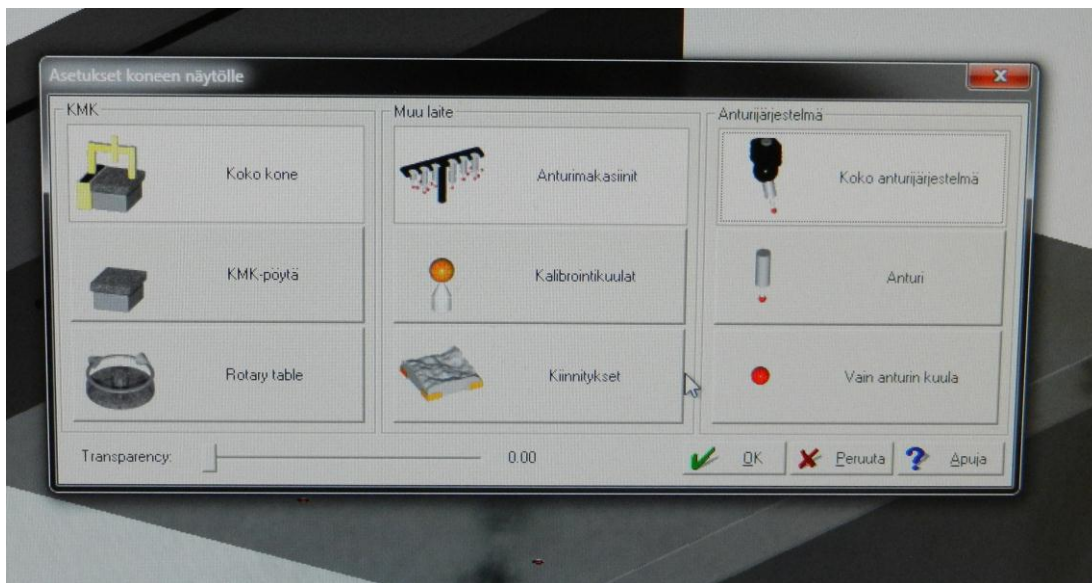 Asetukset koneen näytölle
KMK
Koko kone
KMK-pöytä
Rotary table
Muu laite
Anturimakasiinit
Kalibrointikuulat
Kiinnitykset
Anturijärjestelmä
Koko anturijärjestelmä
Anturi
Vain anturin kuula
Transparency:
0.00
OK
Peruuta
Apuja